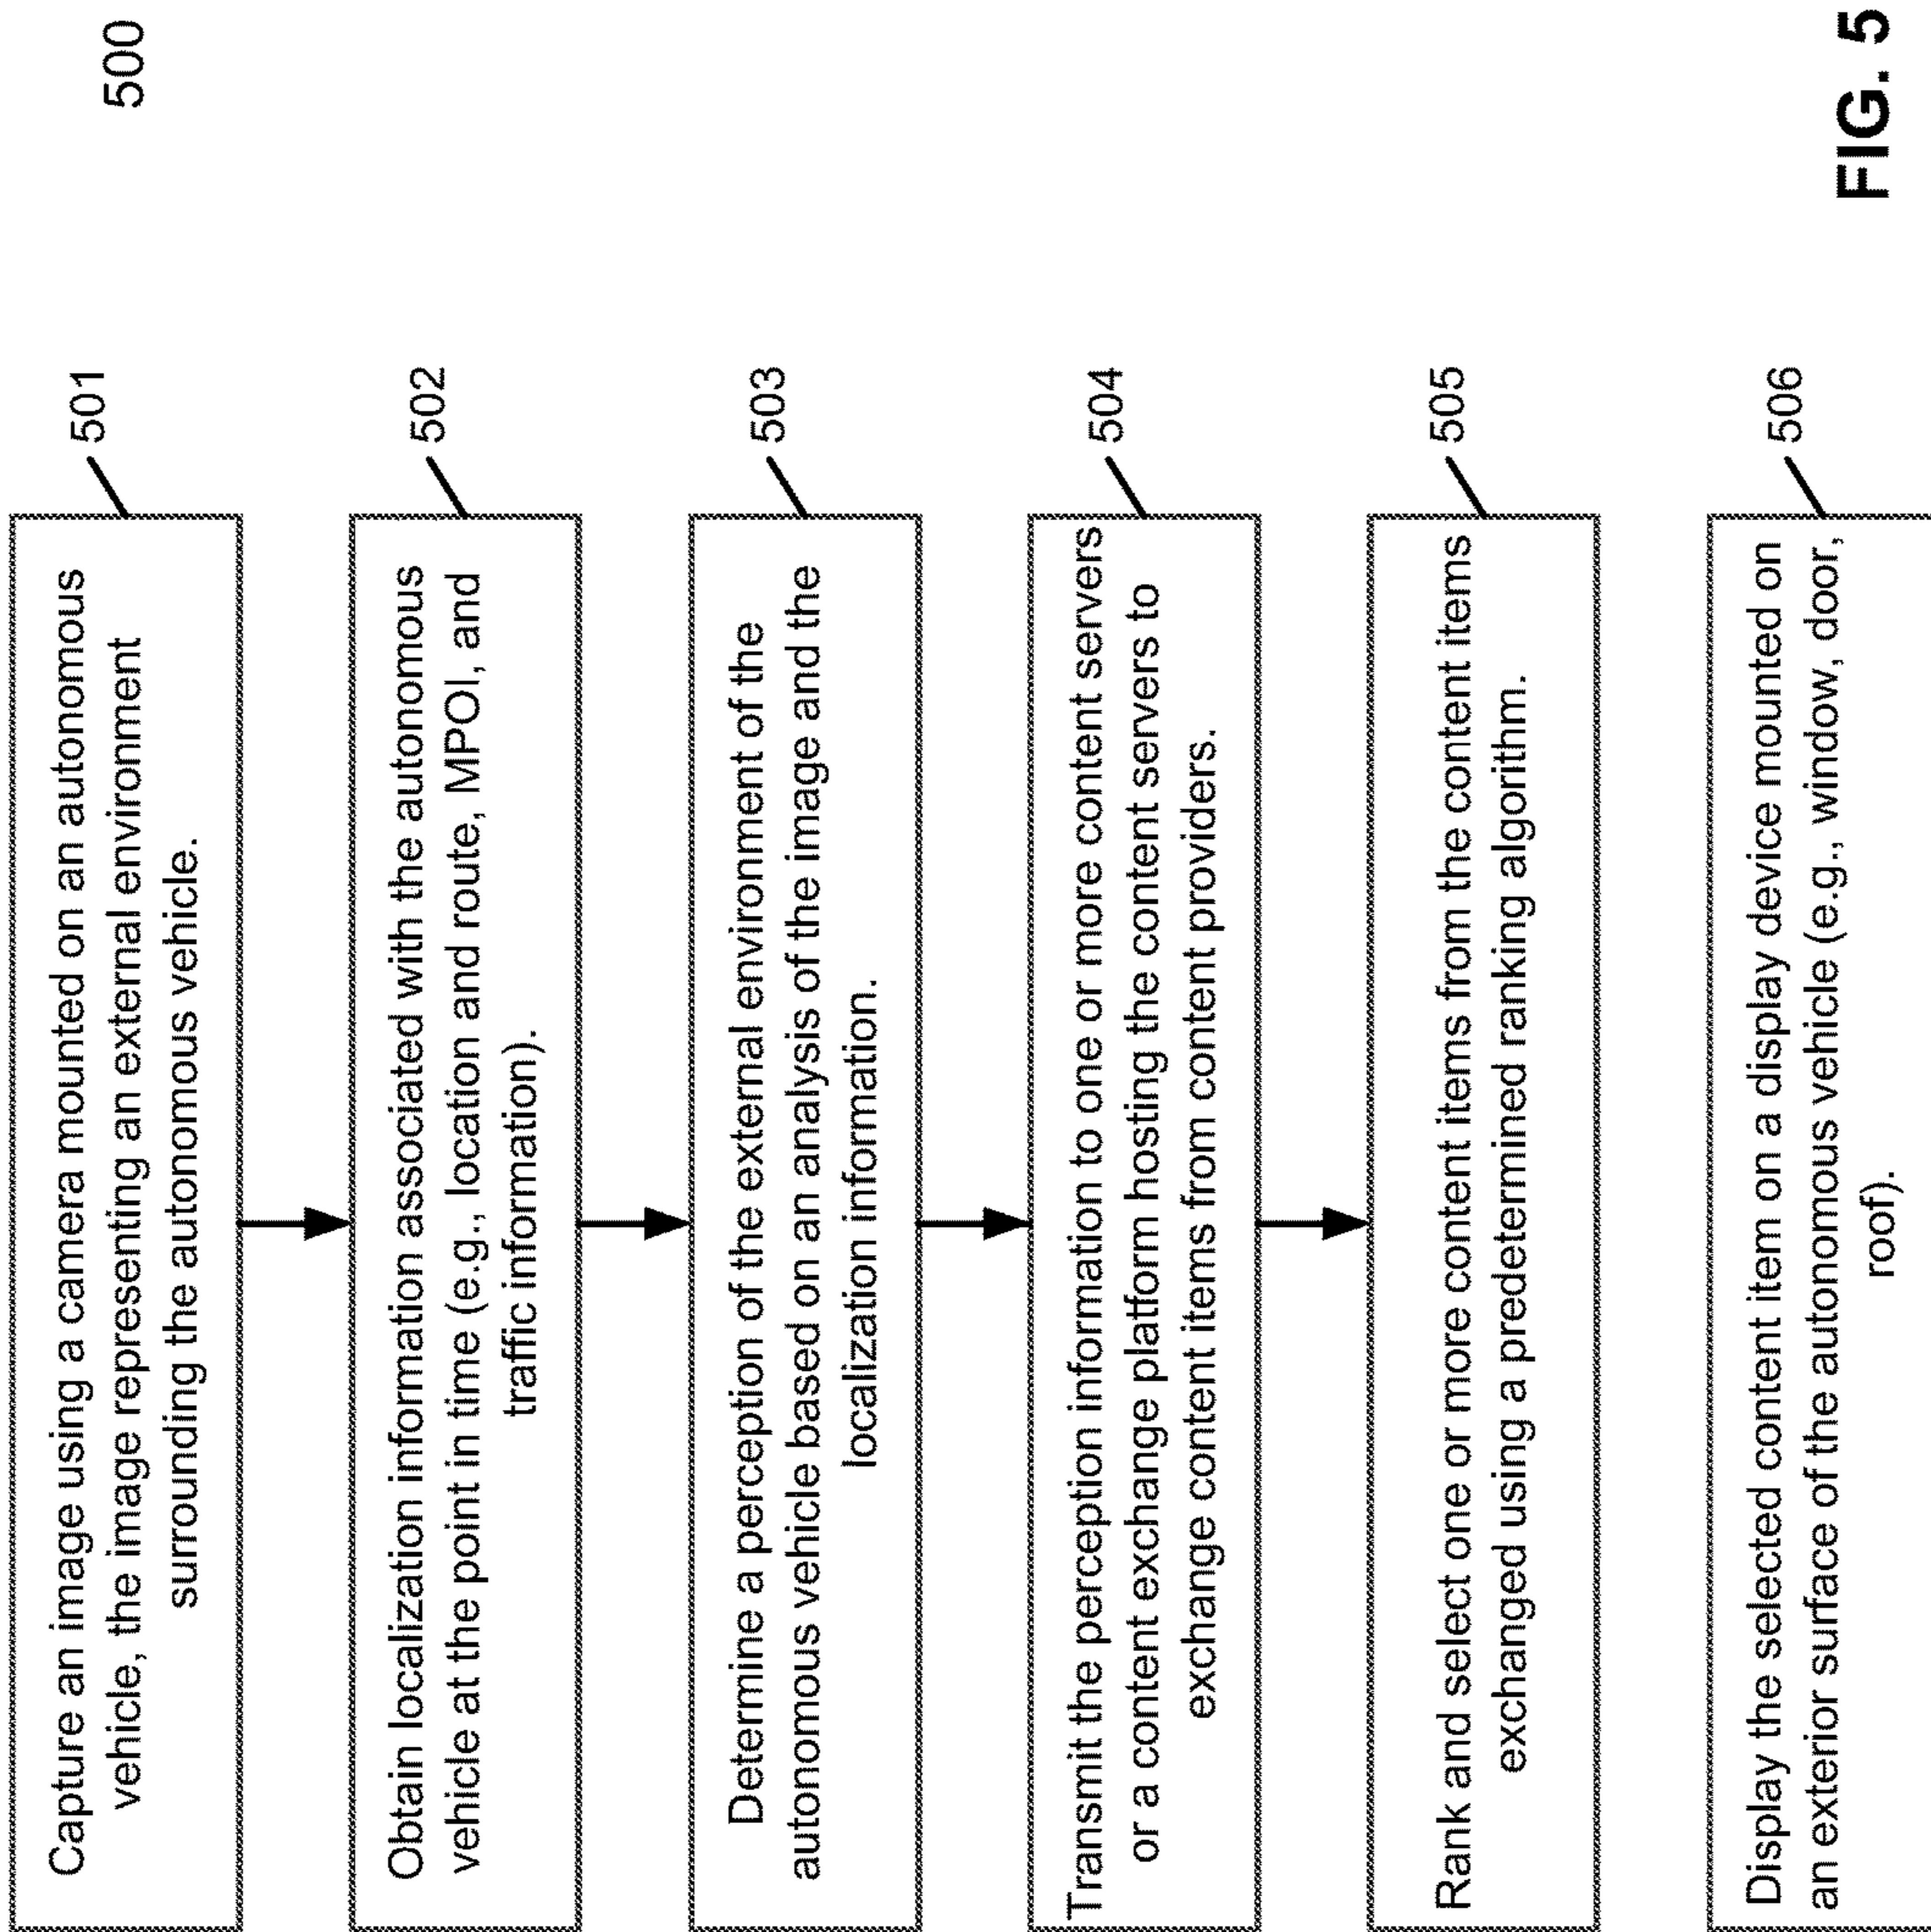 500
Capture an image using a camera mounted on an autonomous
vehicle, the image representing an external environment
surrounding the autonomous vehicle.
501
Obtain localization information associated with the autonomous
vehicle at the point in time (e.g., location and route, MPOI, and
traffic information).
502
Determine a perception of the external environment of the
autonomous vehicle based on an analysis of the image and the
localization information.
503
Transmit the perception information to one or more content servers
or a content exchange platform hosting the content servers to
exchange content items from content providers.
504
Rank and select one or more content items from the content items
exchanged using a predetermined ranking algorithm.
505
Display the selected content item on a display device mounted on
an exterior surface of the autonomous vehicle (e.g., window, door,
roof).
506
FIG. 5